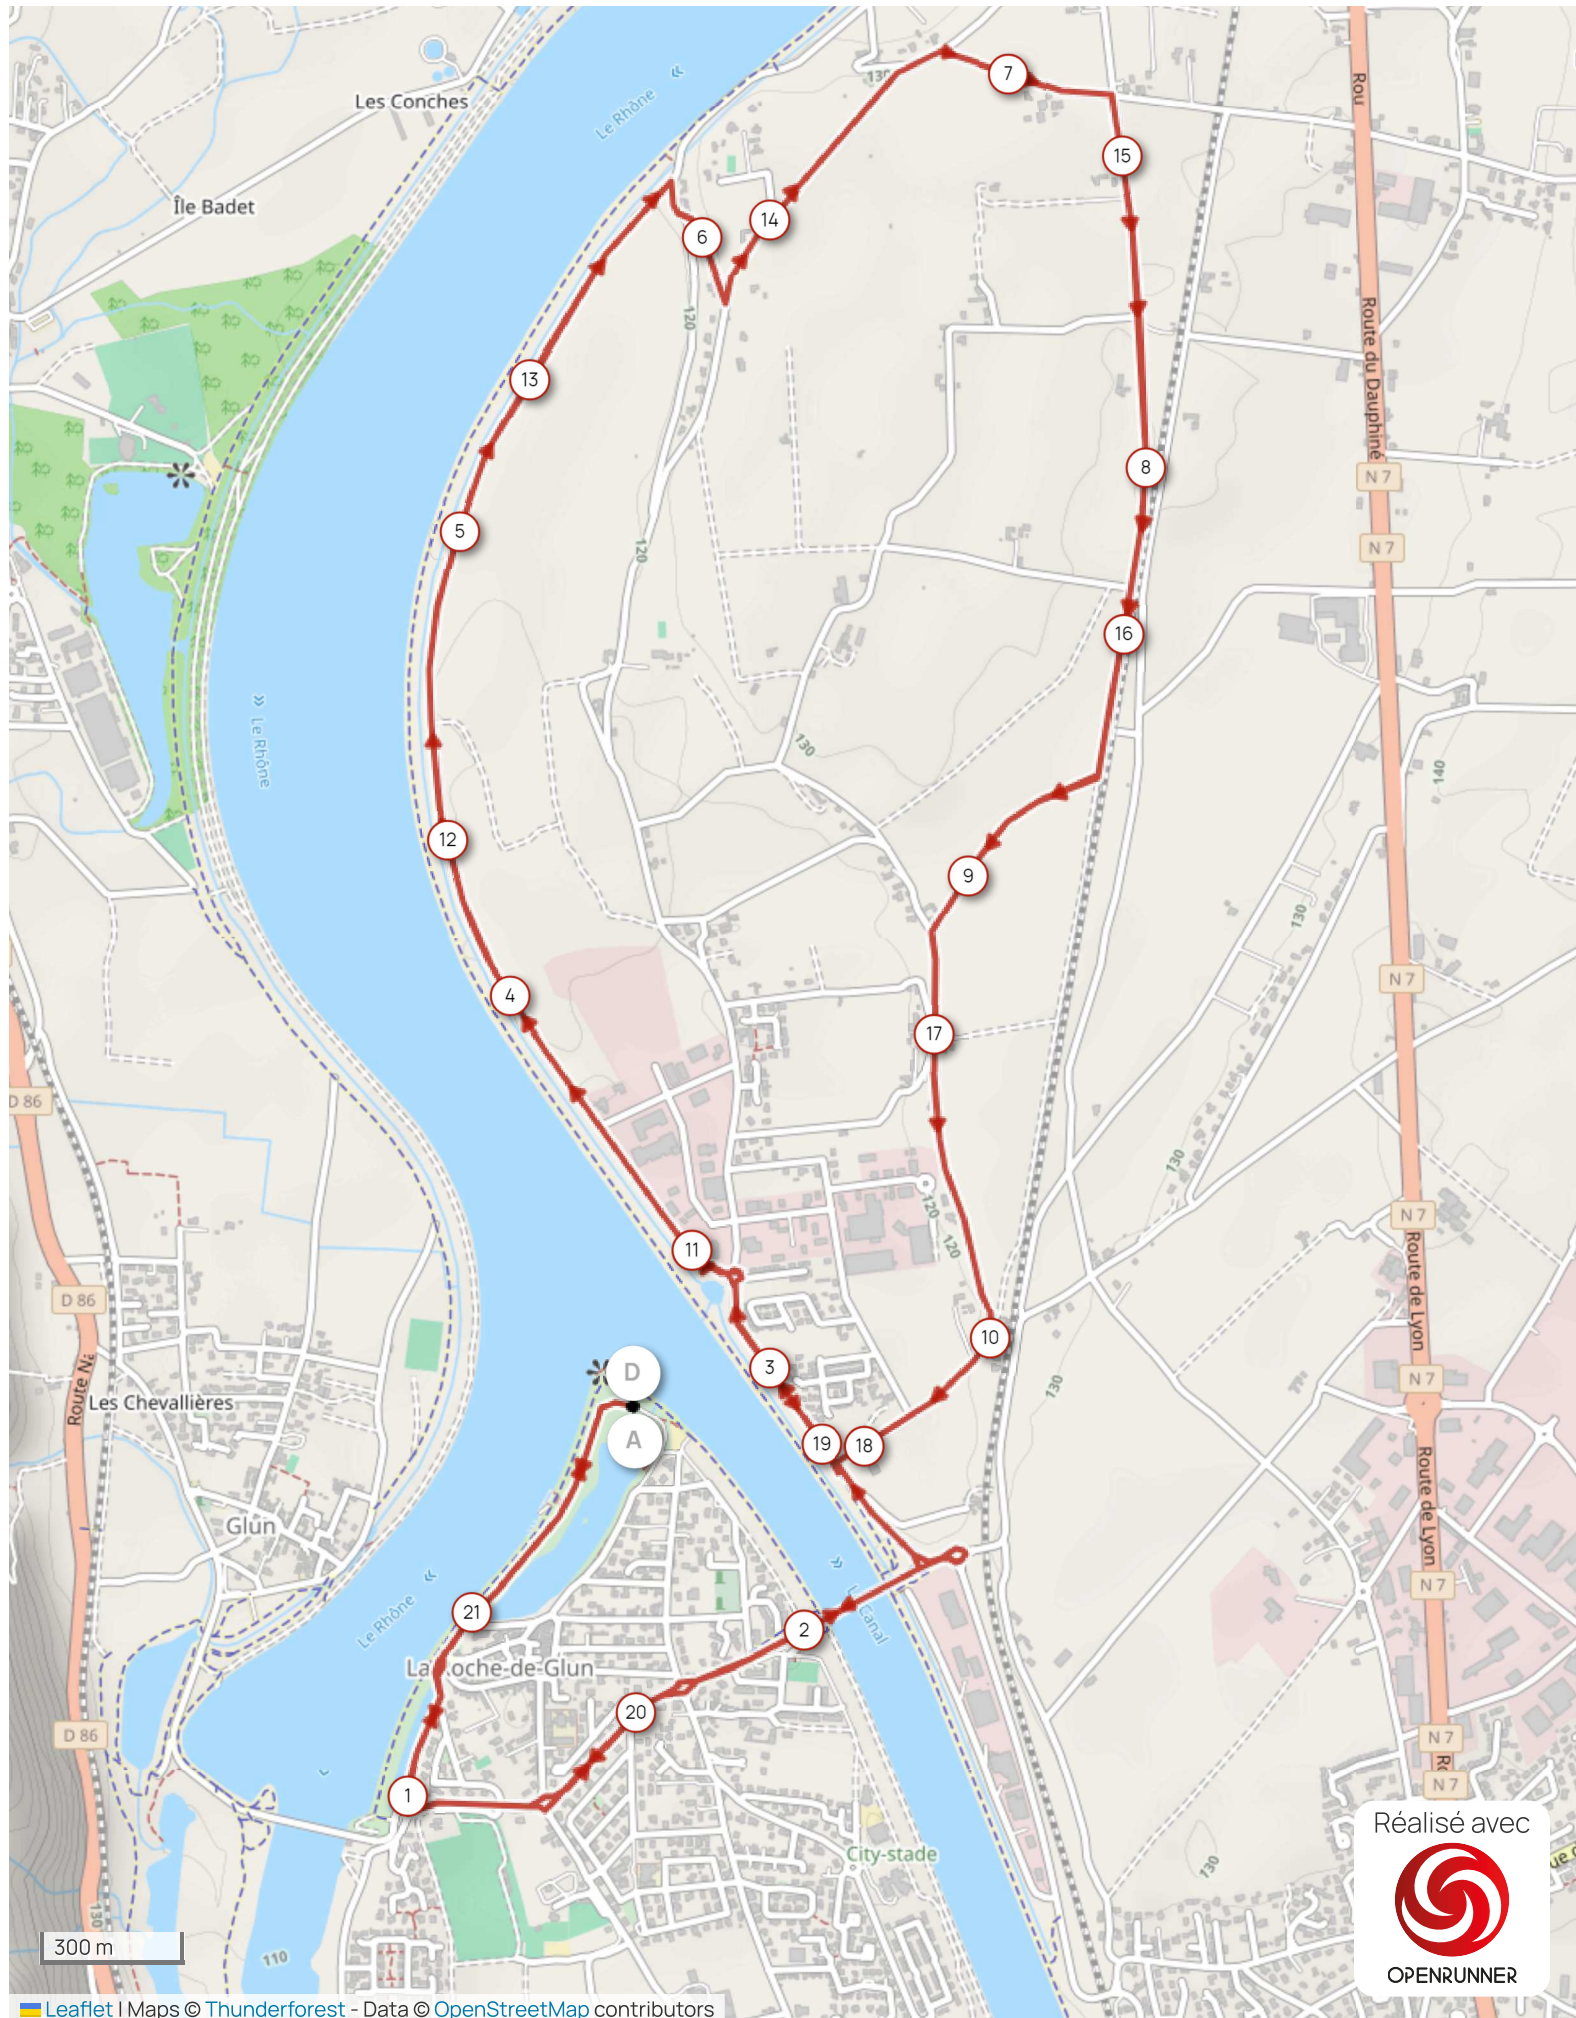 Les Conches
Le Rhône
130
7
Rou
15
Île Badet
14
6
120
Route du Dauphiné
13
8
N 7
5
N 7
120
16
Le Rhône
130
140
12
9
130
4
N 7
17
D 86
130
120
N 7
120
11
Route de Lyon
D 86
10
3
D
N 7
130
Les Chevallières
A
19
18
Route de Lyon
Glun
N 7
Le Rhône
21
2
La Roche-de-Glun
20
D 86
N 7
N 7
1
Réalisé avec
City-stade
130
130
300 m
110
OPENRUNNER
Leaflet | Maps © Thunderforest - Data © OpenStreetMap contributors